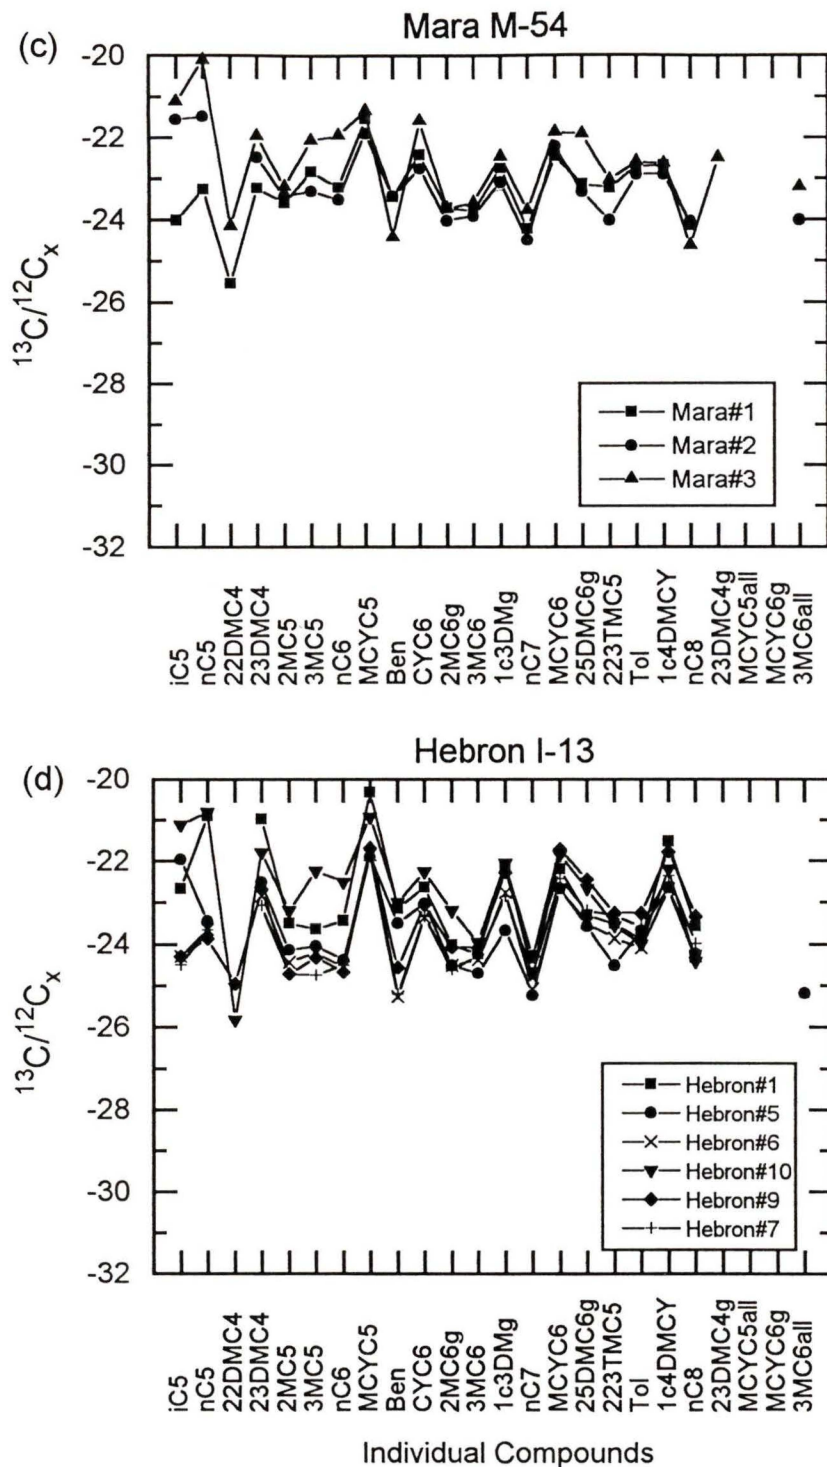 (c)
Mara M-54
-20
-22
-24
-26
-28
-30
-32
13C/12Cx
Mara#1
Mara#2
Mara#3
iC5
nC5
22DMC4
23DMC4
2MC5
3MC5
nC6
MCYC5
Ben
CYC6
2MC6g
3MC6
1c3DMg
nC7
MCYC6
25DMC6g
223TMC5
Tol
1c4DMCY
nC8
23DMC4g
MCYC5all
MCYC6g
3MC6all
(d)
Hebron I-13
-20
-22
-24
-26
-28
-30
-32
13C/12Cx
Hebron#1
Hebron#5
Hebron#6
Hebron#10
Hebron#9
Hebron#7
iC5
nC5
22DMC4
23DMC4
2MC5
3MC5
nC6
MCYC5
Ben
CYC6
2MC6g
3MC6
1c3DMg
nC7
MCYC6
25DMC6g
223TMC5
Tol
1c4DMCY
nC8
23DMC4g
MCYC5all
MCYC6g
3MC6all
Individual Compounds